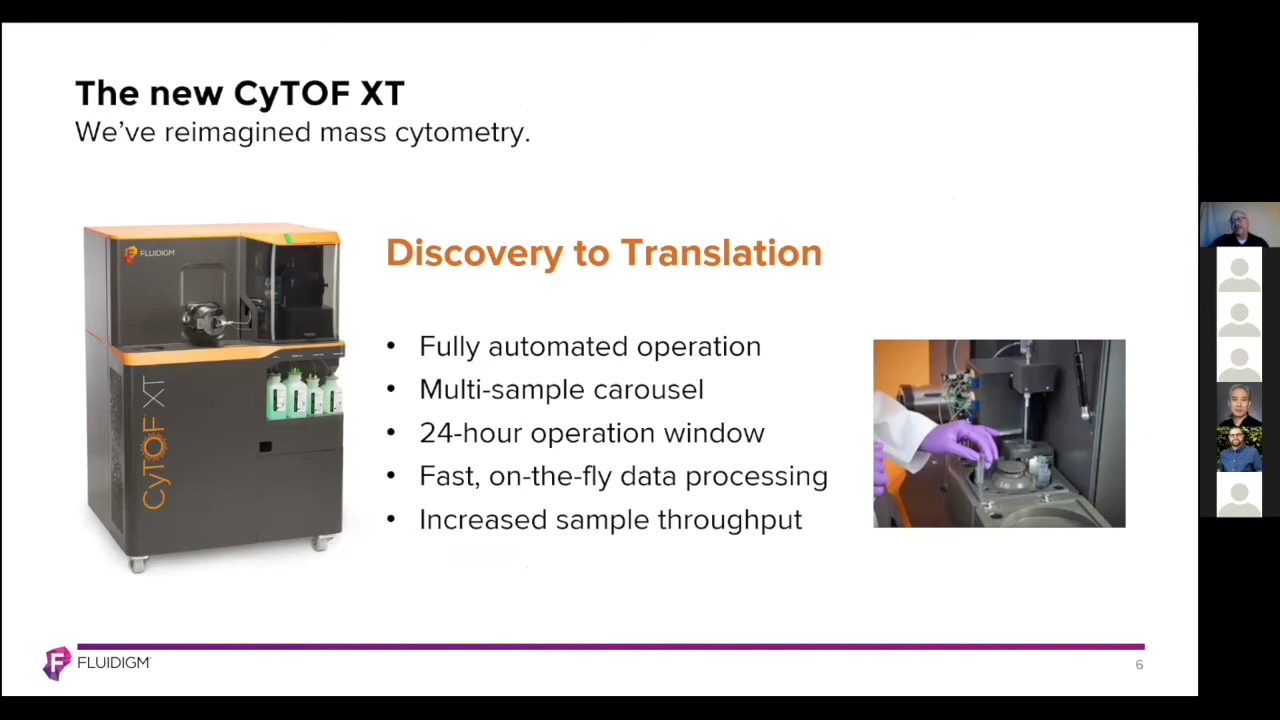 The new CyTOF XT
We've reimagined mass cytometry.
FLUIDIGM
Discovery to Translation
• Fully automated operation
• Multi-sample carousel
• 24-hour operation window
• Fast, on-the-fly data processing
• Increased sample throughput
CyTOF XT
F FLUIDIGM
6